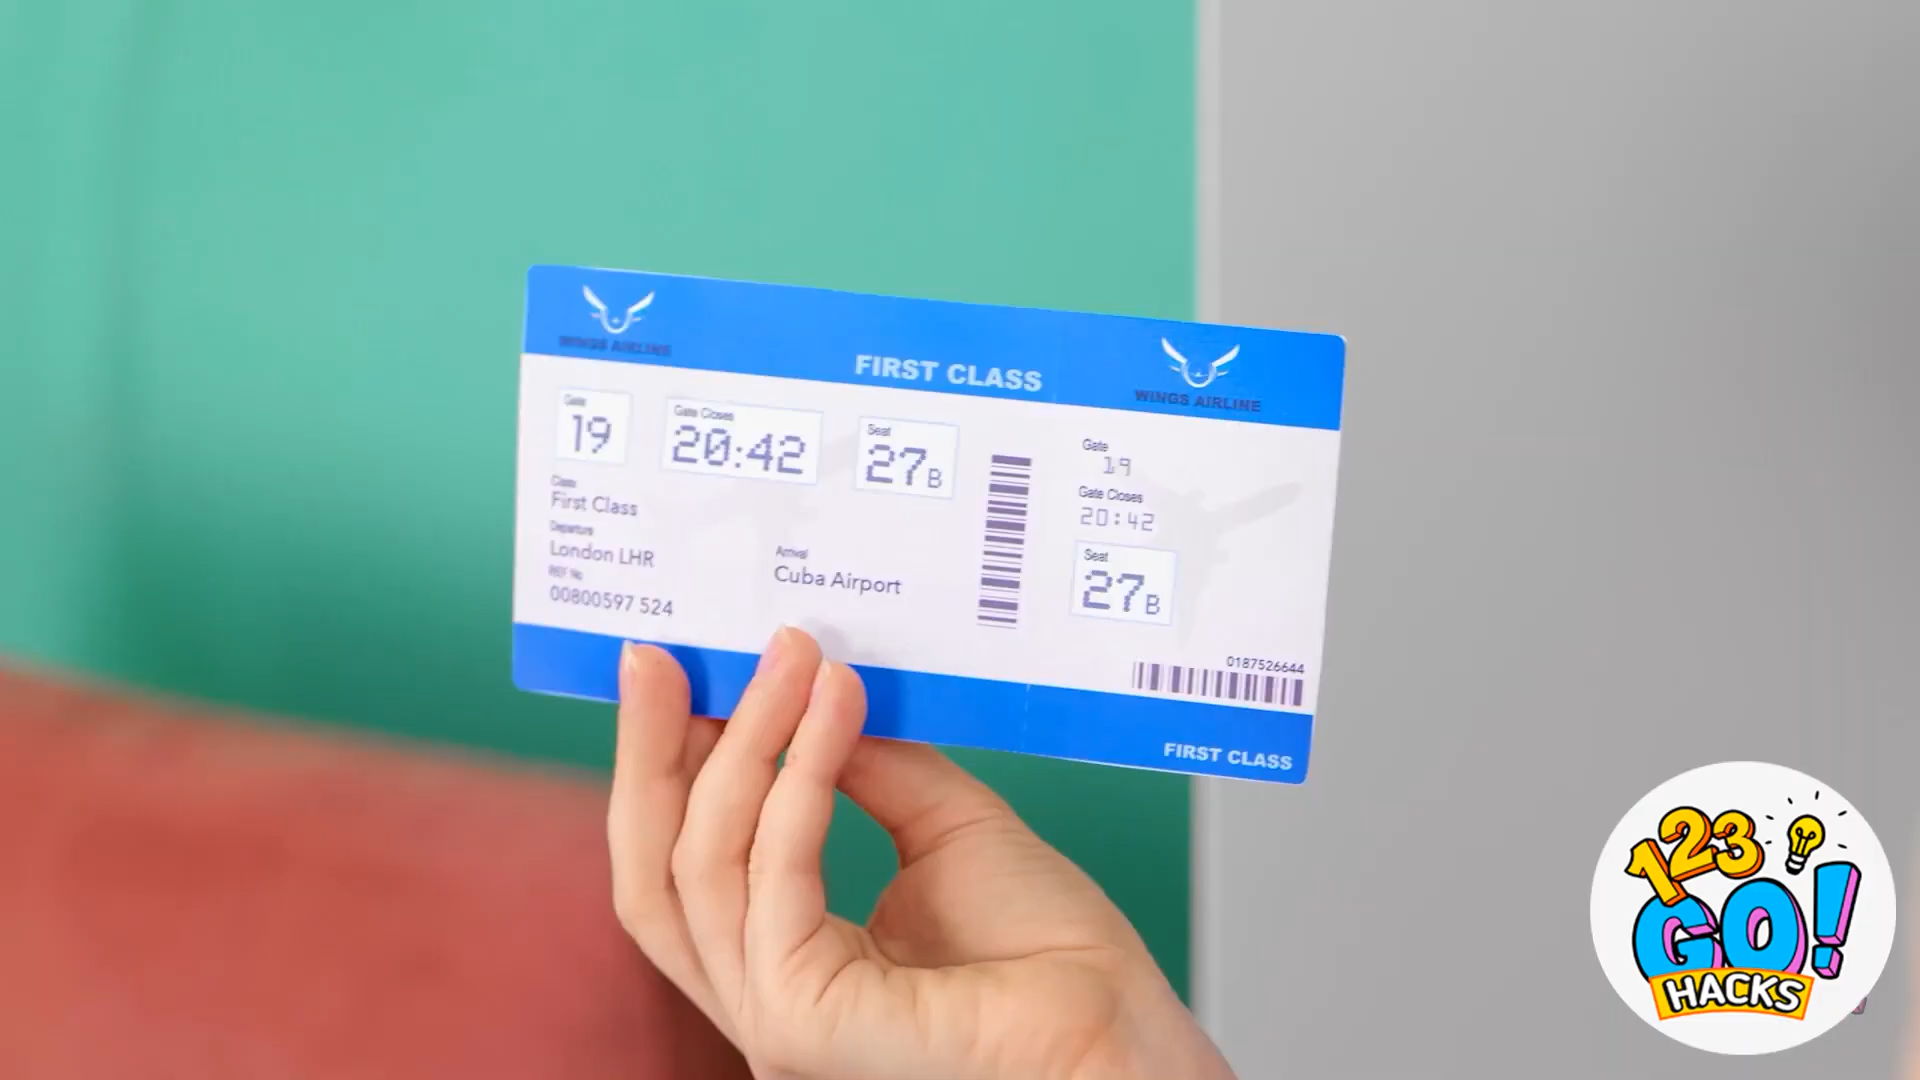 WINGS AIRLINE
FIRST CLASS
WINGS AIRLINE
Gate
19
Gate Closes
20:42
Seat
27B
Class
First Class
Departure
London LHR
REF No
00800597 524
Arrival
Cuba Airport
Gate
19
Gate Closes
20:42
Seat
27B
0187526644
FIRST CLASS
123
GO!
HACKS